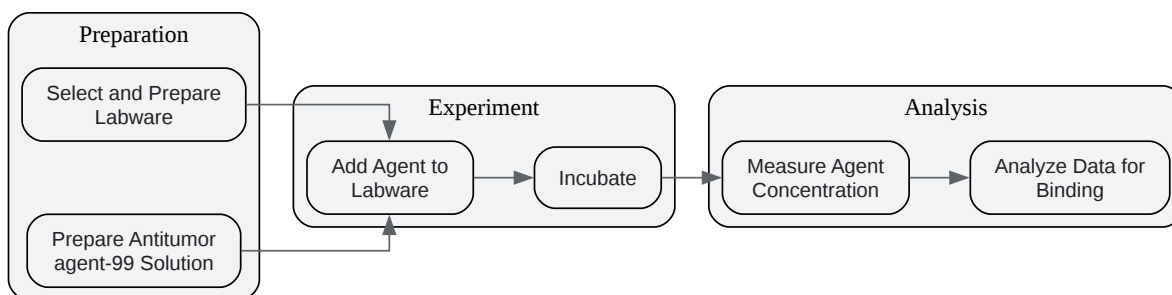 Preparation
Select and Prepare
Labware
Prepare Antitumor
agent-99 Solution
Experiment
Add Agent to
Labware
Incubate
Analysis
Measure Agent
Concentration
Analyze Data for
Binding